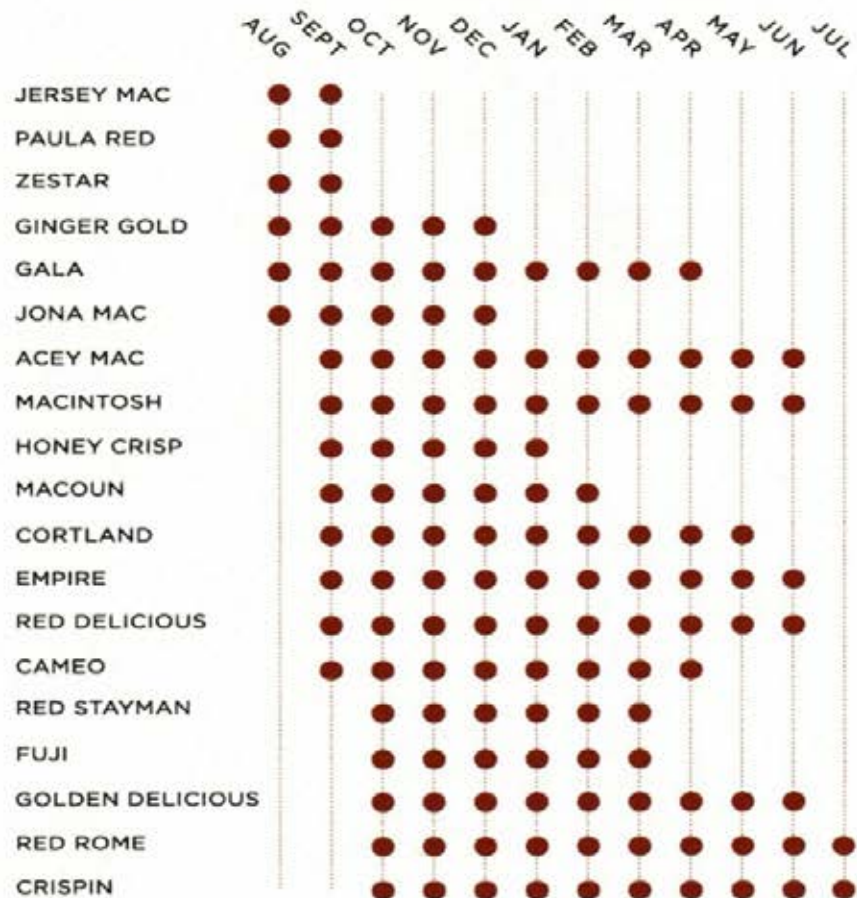 AUG SEPT OCT NOV DEC JAN FEB MAR APR MAY JUN JUL
JERSEY MAC
PAULA RED
ZESTAR
GINGER GOLD
GALA
JONA MAC
ACEY MAC
MACINTOSH
HONEY CRISP
MACOUN
CORTLAND
EMPIRE
RED DELICIOUS
CAMEO
RED STAYMAN
FUJI
GOLDEN DELICIOUS
RED ROME
CRISPIN